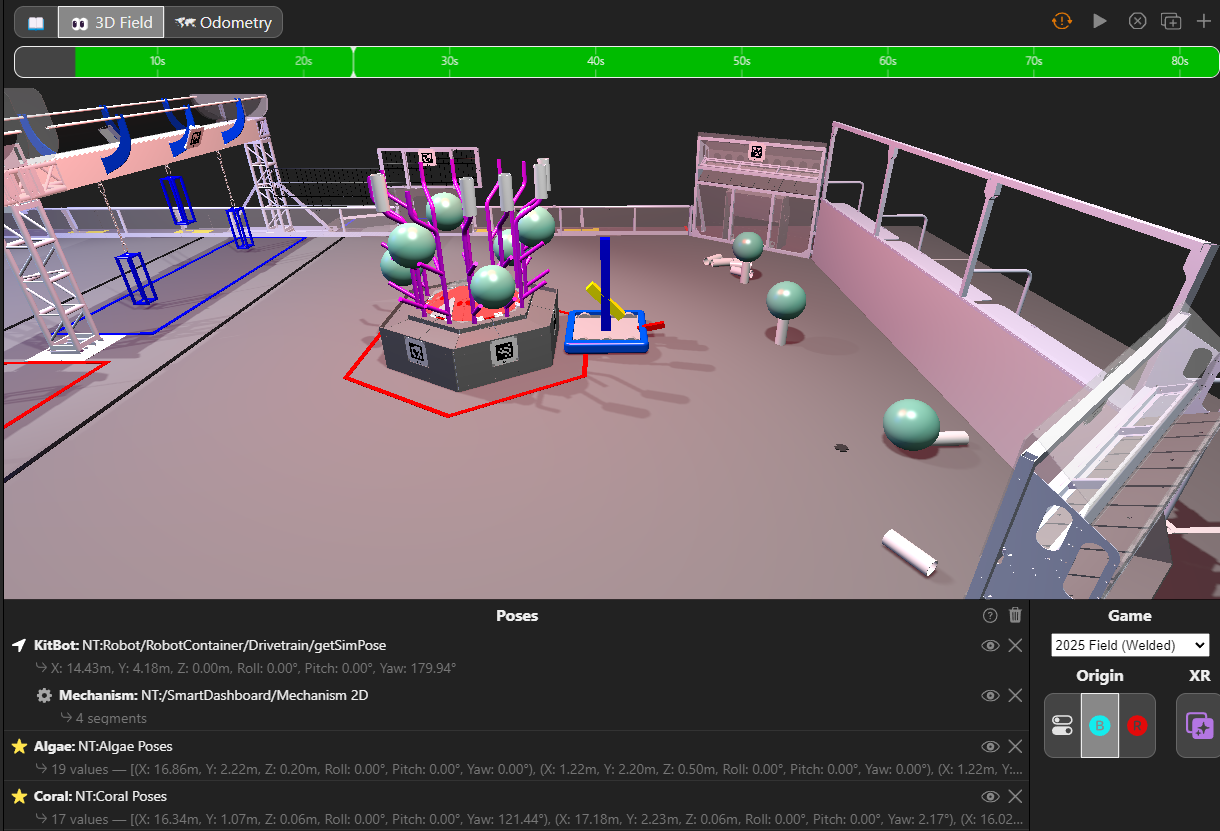 3D Field
Odometry
10s
20s
30s
40s
50s
60s
70s
80s
Poses
KitBot: NT:Robot/RobotContainer/Drivetrain/getSimPose
X: 14.43m, Y: 4.18m, Z: 0.00m, Roll: 0.00°, Pitch: 0.00°, Yaw: 179.94°
Mechanism: NT:/SmartDashboard/Mechanism 2D
4 segments
Algae: NT:Algae Poses
19 values — [(X: 16.86m, Y: 2.22m, Z: 0.20m, Roll: 0.00°, Pitch: 0.00°, Yaw: 0.00°), (X: 1.22m, Y: 2.20m, Z: 0.50m, Roll: 0.00°, Pitch: 0.00°, Yaw: 0.00°), (X: 1.22m, Y:...
Coral: NT:Coral Poses
17 values — [(X: 16.34m, Y: 1.07m, Z: 0.06m, Roll: 0.00°, Pitch: 0.00°, Yaw: 121.44°), (X: 17.18m, Y: 2.23m, Z: 0.06m, Roll: 0.00°, Pitch: 0.00°, Yaw: 2.17°), (X: 16.02...
Game
2025 Field (Welded)
Origin
XR
B
R